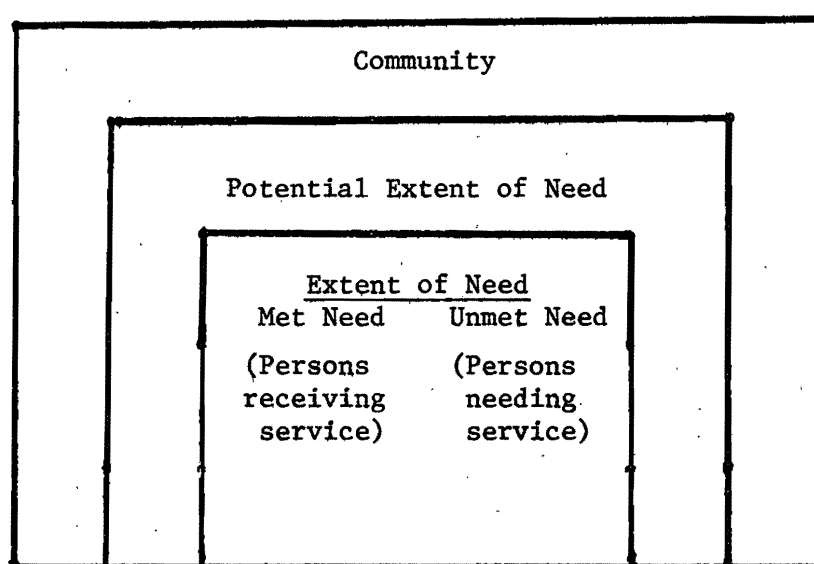 Community
Potential Extent of Need
Extent of Need
Met Need Unmet Need
(Persons (Persons
receiving needing
service) service)